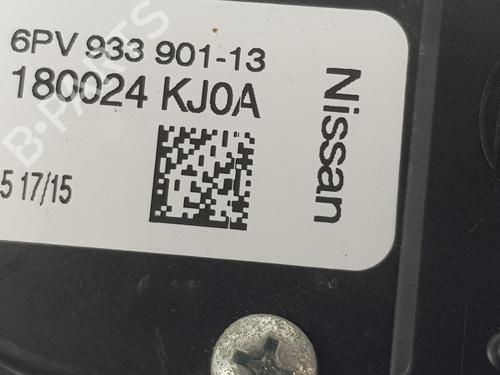 6PV 933 901-13
180024 KJ0A
5 17/15
Nissan
B-PARTS